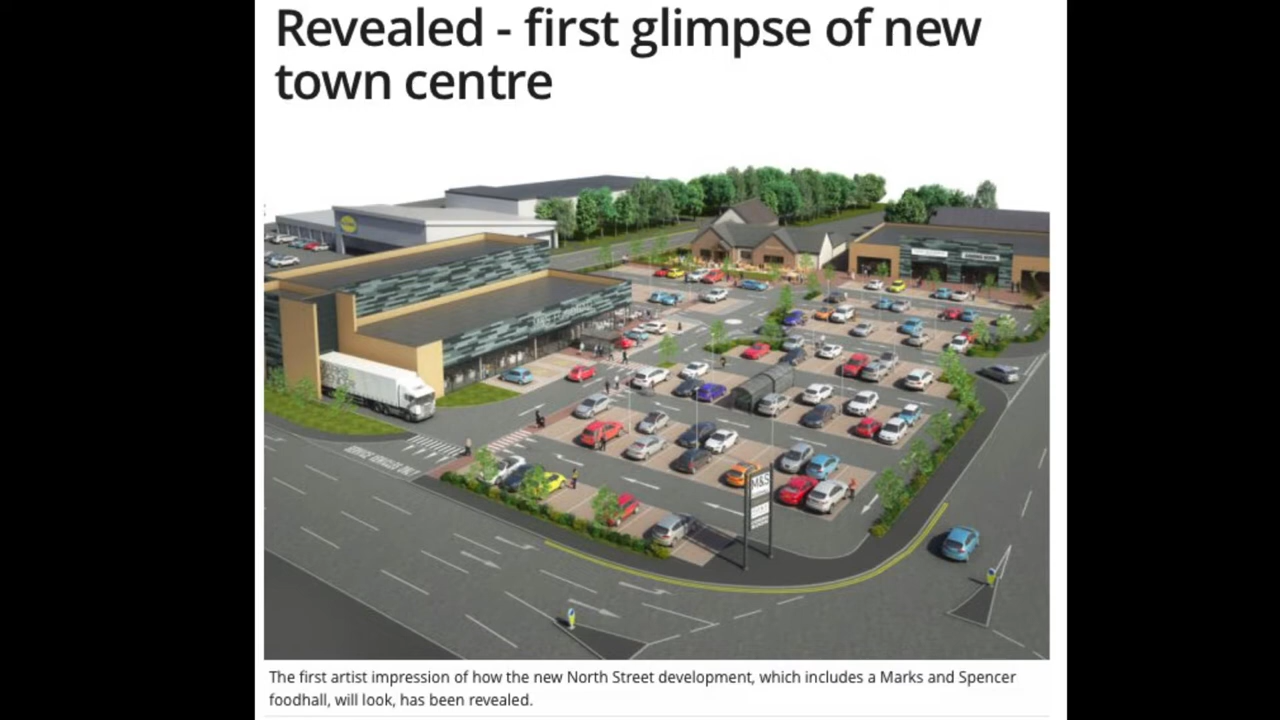 Revealed - first glimpse of new
town centre
M&S
The first artist impression of how the new North Street development, which includes a Marks and Spencer
foodhall, will look, has been revealed.